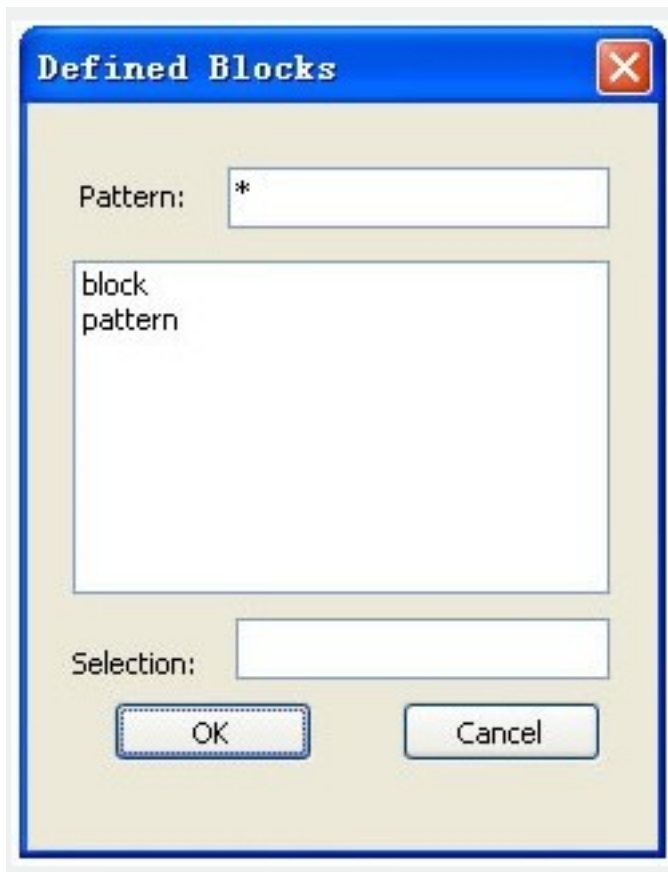 Defined Blocks
Pattern: *
block
pattern
Selection:
OK Cancel